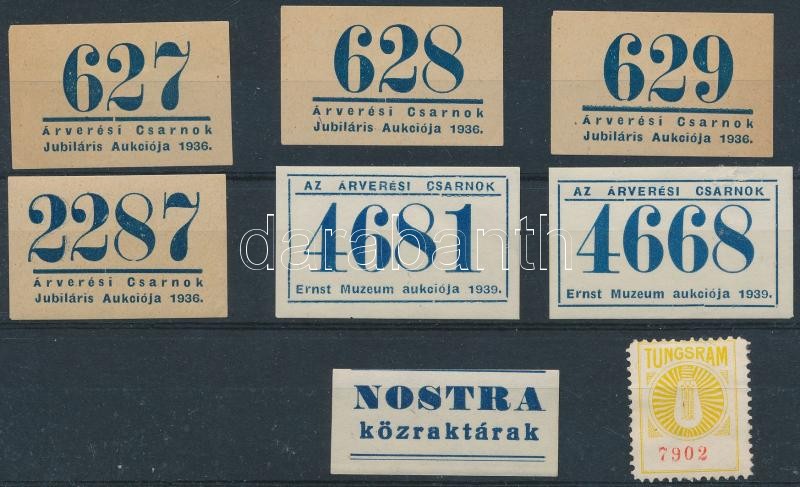 627
Árverési Csarnok
Jubiláris Aukciója 1936.
628
Árverési Csarnok
Jubiláris Aukciója 1936.
629
Árverési Csarnok
Jubiláris Aukciója 1936.
2287
Árverési Csarnok
Jubiláris Aukciója 1936.
AZ ÁRVERÉSI CSARNOK
4681
Ernst Muzeum aukciója 1939.
AZ ÁRVERÉSI CSARNOK
4668
Ernst Muzeum aukciója 1939.
darabanth
NOSTRA
közraktárak
TUNGSRAM
7902